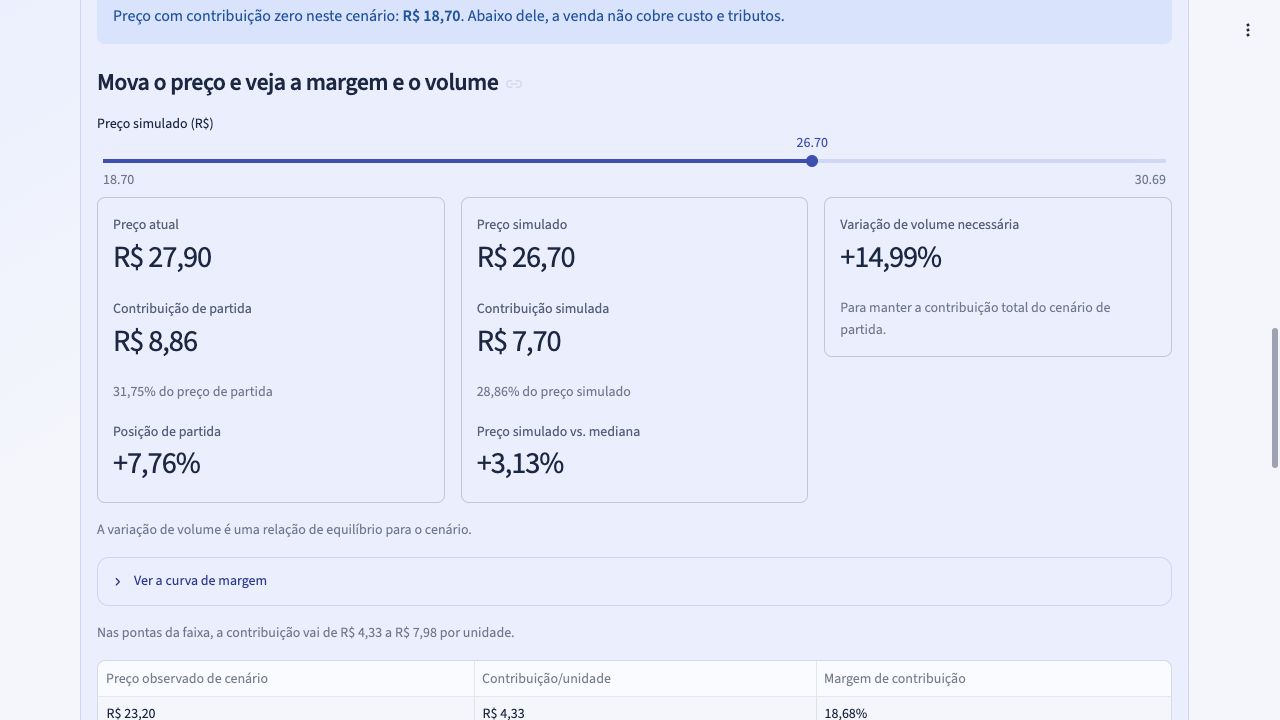 Preço com contribuição zero neste cenário: R$ 18,70. Abaixo dele, a venda não cobre custo e tributos.
Mova o preço e veja a margem e o volume
Preço simulado (R$)
26.70
18.70
30.69
Preço atual
R$ 27,90
Contribuição de partida
R$ 8,86
31,75% do preço de partida
Posição de partida
+7,76%
Preço simulado
R$ 26,70
Contribuição simulada
R$ 7,70
28,86% do preço simulado
Preço simulado vs. mediana
+3,13%
Variação de volume necessária
+14,99%
Para manter a contribuição total do cenário de
partida.
A variação de volume é uma relação de equilíbrio para o cenário.
Ver a curva de margem
Nas pontas da faixa, a contribuição vai de R$ 4,33 a R$ 7,98 por unidade.
Preço observado de cenário
Contribuição/unidade
Margem de contribuição
R$ 23,20
R$ 4,33
18,68%